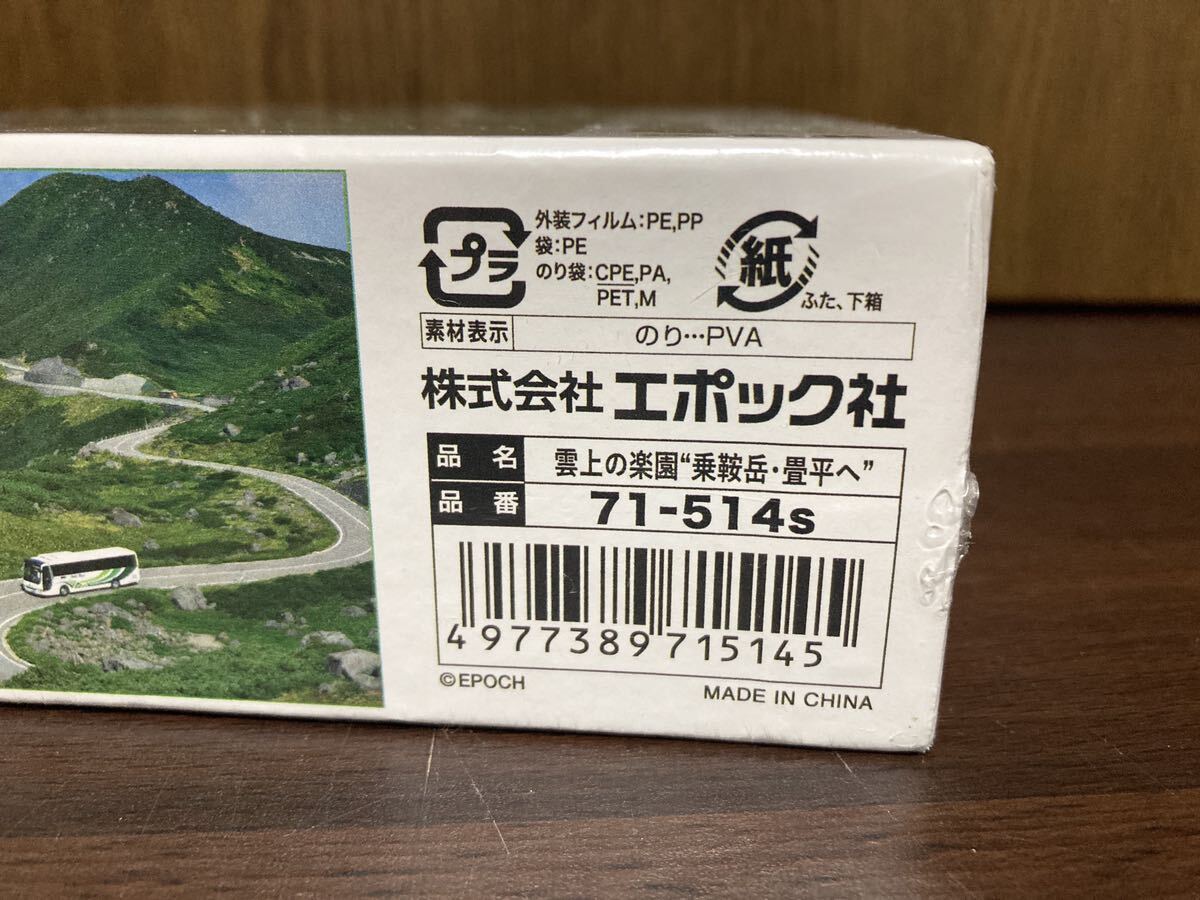 プラ
外装フィルム:PE,PP
袋:PE
のり袋:CPE,PA,
PET,M
紙
ふた、下箱
素材表示 のり…PVA
株式会社 エポック社
品名 雲上の楽園“乗鞍岳・畳平へ”
品番 71-514s
4977389715145
©EPOCH
MADE IN CHINA